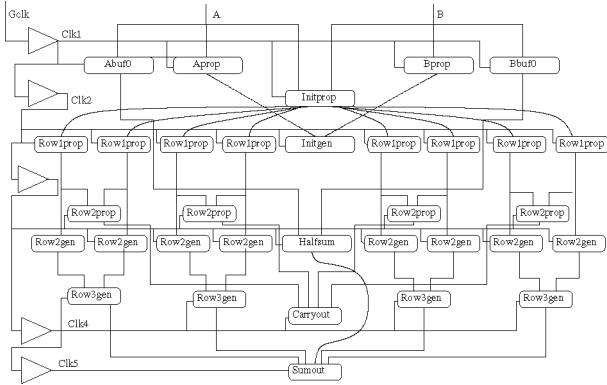 Gclk A B
Clk1
Abuf0 Aprop Bprop Bbuf0
Clk2 Initprop
Row1prop Row1prop Row1prop Row1prop Initgen Row1prop Row1prop Row1prop Row1prop
Row2prop Row2prop Row2prop Row2prop
Row2gen Row2gen Row2gen Row2gen Halfsum Row2gen Row2gen Row2gen Row2gen
Row3gen Row3gen Row3gen Row3gen
Carryout
Clk4
Clk5
Sumout